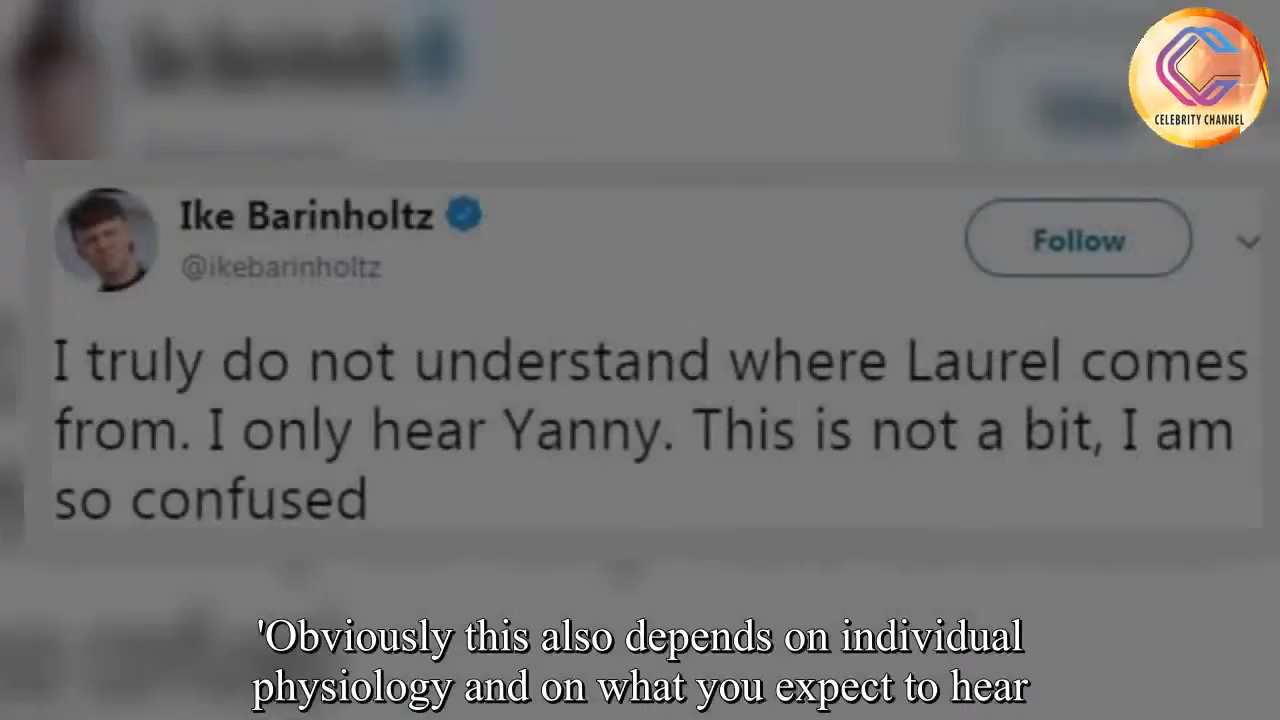 CELEBRITY CHANNEL
Ike Barinholtz
@ikebarinholtz
Follow
I truly do not understand where Laurel comes
from. I only hear Yanny. This is not a bit, I am
so confused
'Obviously this also depends on individual
physiology and on what you expect to hear